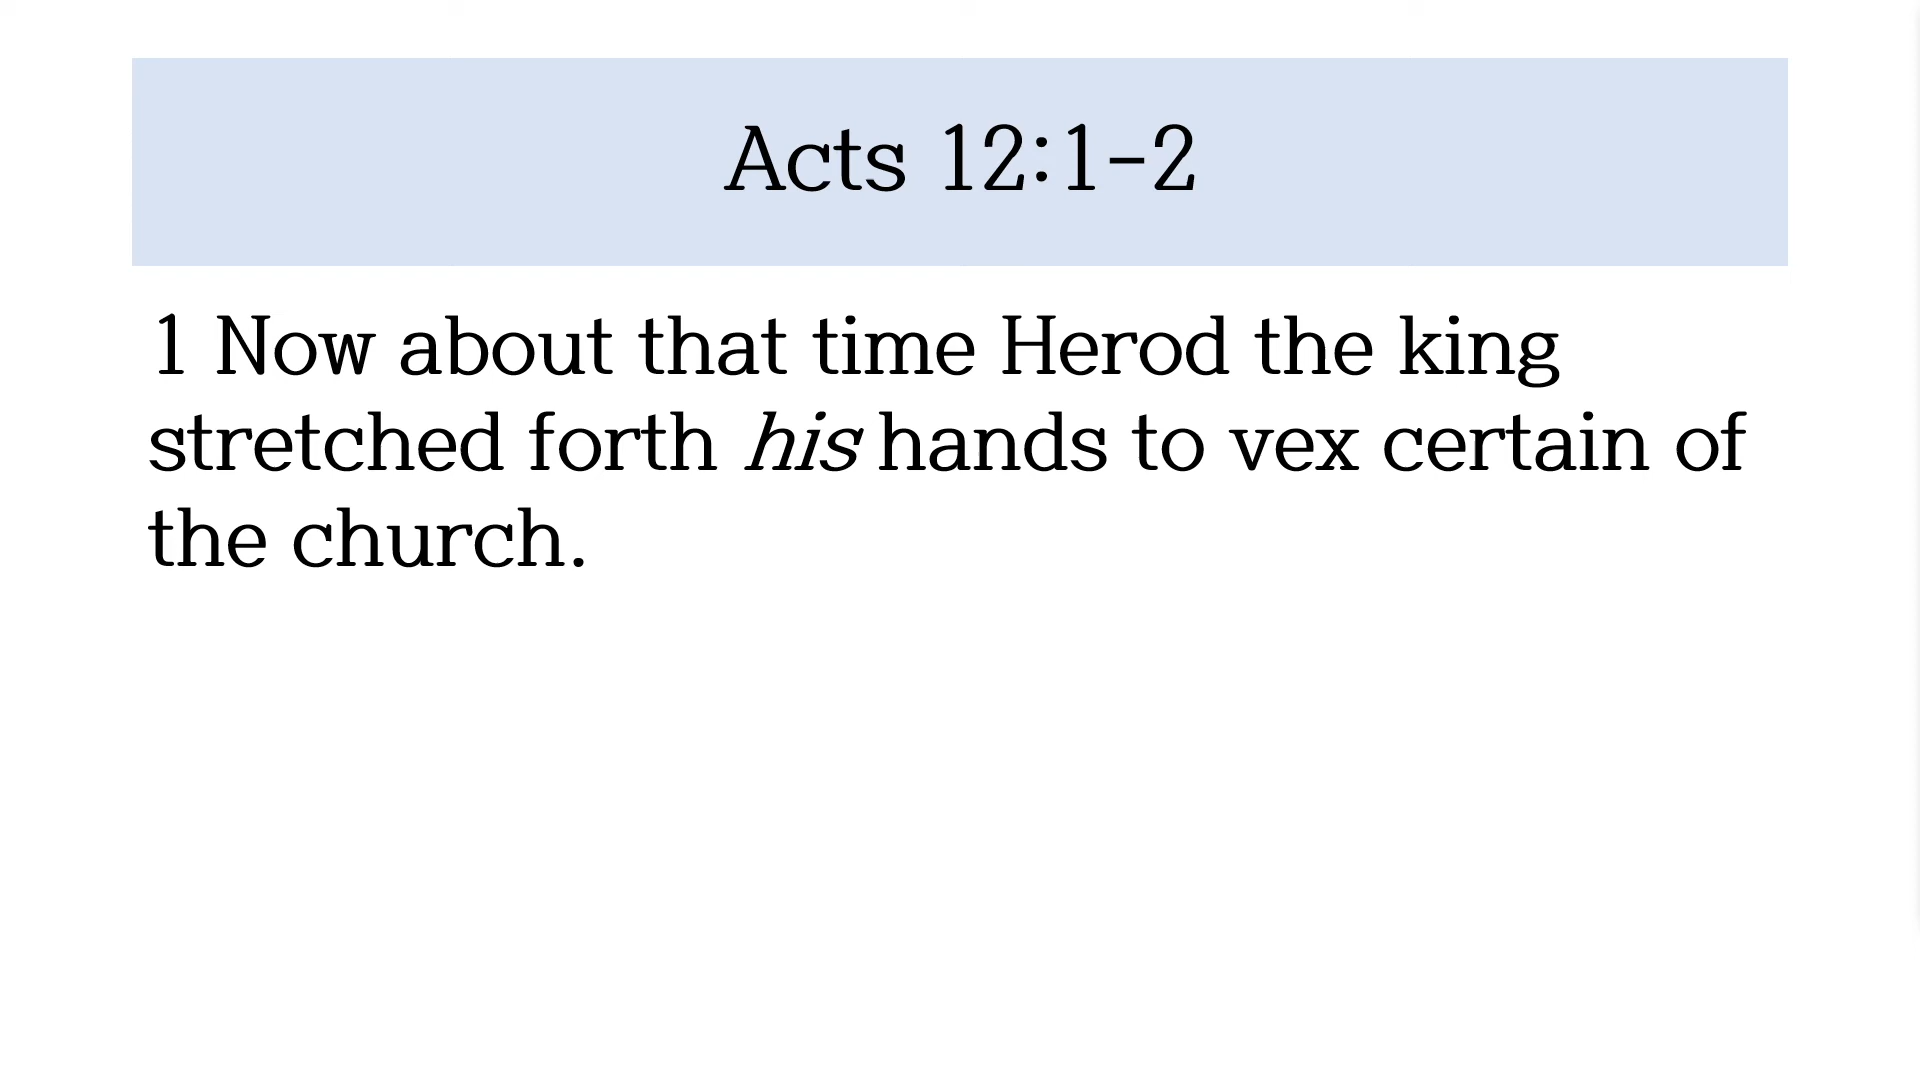 Acts 12:1-2
1 Now about that time Herod the king
stretched forth his hands to vex certain of
the church.